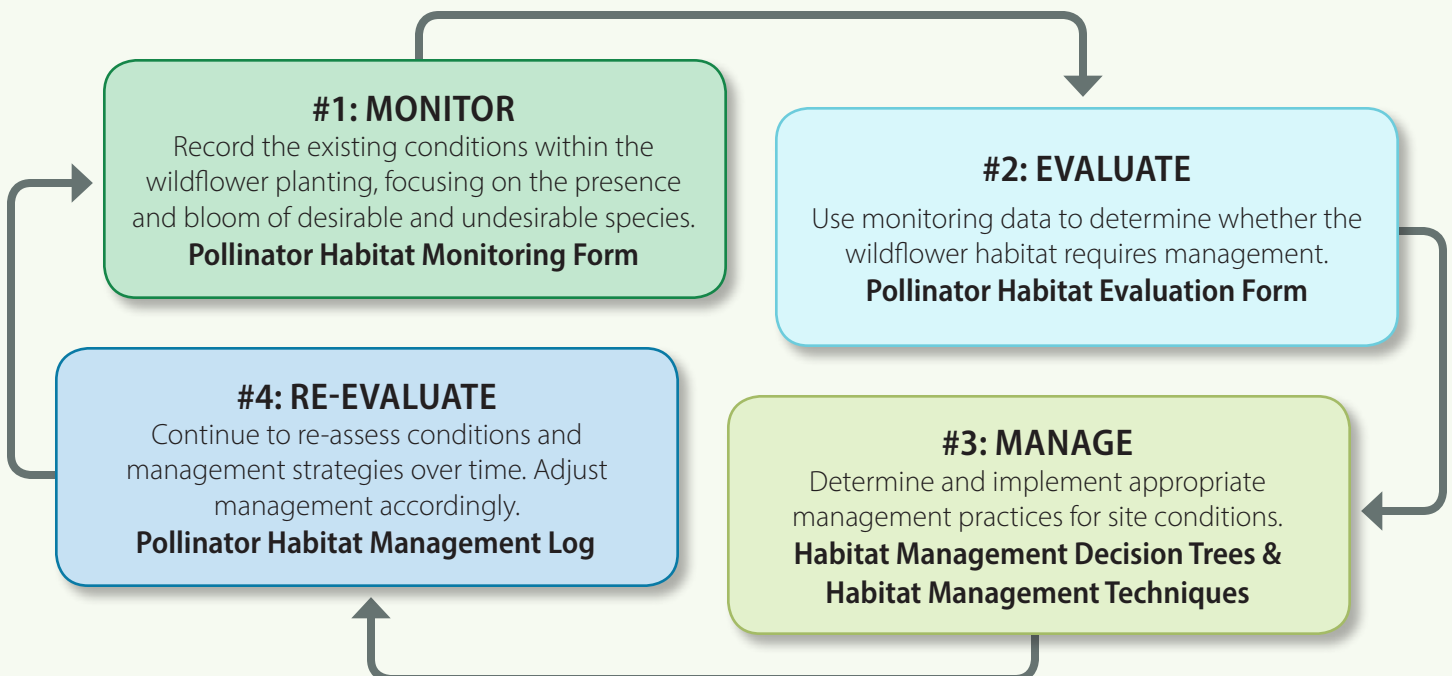 #1: MONITOR
Record the existing conditions within the
wildflower planting, focusing on the presence
and bloom of desirable and undesirable species.
Pollinator Habitat Monitoring Form
#2: EVALUATE
Use monitoring data to determine whether the
wildflower habitat requires management.
Pollinator Habitat Evaluation Form
#3: MANAGE
Determine and implement appropriate
management practices for site conditions.
Habitat Management Decision Trees &
Habitat Management Techniques
#4: RE-EVALUATE
Continue to re-assess conditions and
management strategies over time. Adjust
management accordingly.
Pollinator Habitat Management Log